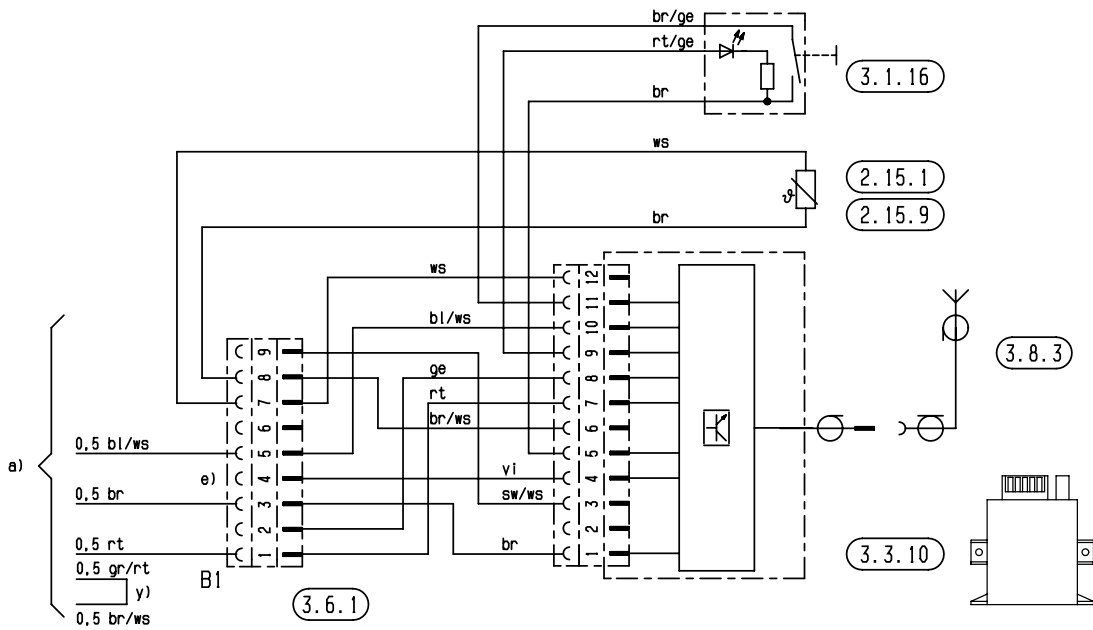 br/ge
rt/ge
3.1.16
br
ws
2.15.1
ϑ
2.15.9
br
ws
12
11
bl/ws
10
3.8.3
9
9
ge
8
8
rt
7
7
br/ws
6
6
0,5 bl/ws
5
5
a)
e)
4
vi
4
0,5 br
3
sw/ws
3
2
2
0,5 rt
1
br
1
3.3.10
0,5 gr/rt
B1
y)
3.6.1
0,5 br/ws